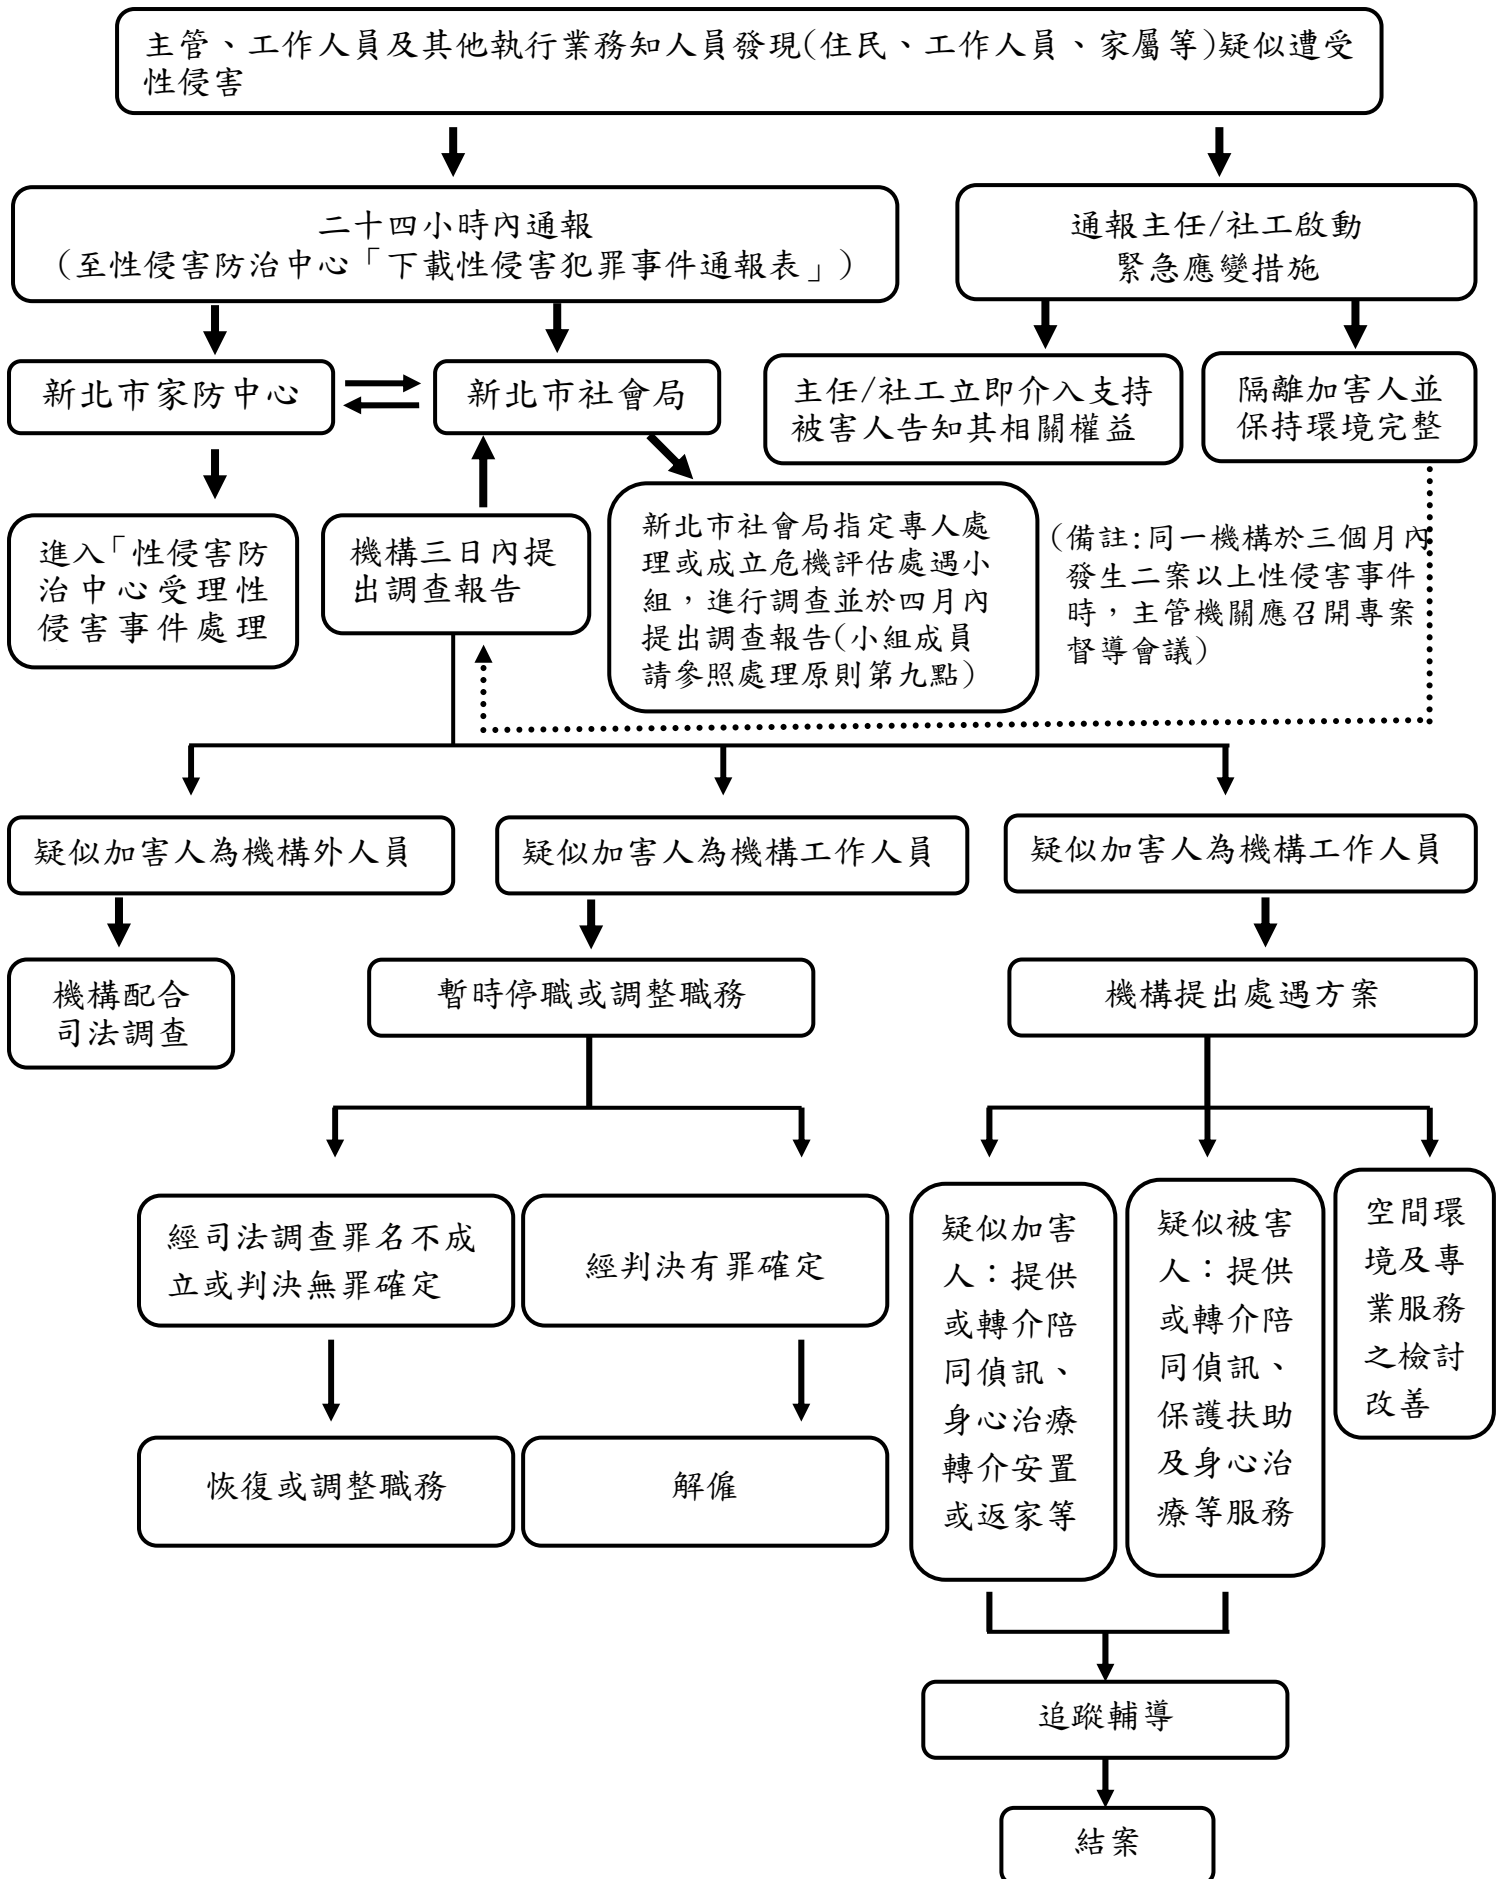 主管、工作人員及其他執行業務知人員發現(住民、工作人員、家屬等)疑似遭受
性侵害
二十四小時內通報
(至性侵害防治中心「下載性侵害犯罪事件通報表」)
通報主任/社工啟動
緊急應變措施
新北市家防中心
新北市社會局
主任/社工立即介入支持
被害人告知其相關權益
隔離加害人並
保持環境完整
進入「性侵害防
治中心受理性
侵害事件處理
機構三日內提
出調查報告
新北市社會局指定專人處
理或成立危機評估處遇小
組，進行調查並於四月內
提出調查報告(小組成員
請參照處理原則第九點)
(備註:同一機構於三個月內
發生二案以上性侵害事件
時，主管機關應召開專案
督導會議)
疑似加害人為機構外人員
疑似加害人為機構工作人員
疑似加害人為機構工作人員
機構配合
司法調查
暫時停職或調整職務
機構提出處遇方案
經司法調查罪名不成
立或判決無罪確定
經判決有罪確定
疑似加害
人：提供
或轉介陪
同偵訊、
身心治療
轉介安置
或返家等
疑似被害
人：提供
或轉介陪
同偵訊、
保護扶助
及身心治
療等服務
空間環
境及專
業服務
之檢討
改善
恢復或調整職務
解僱
追蹤輔導
結案